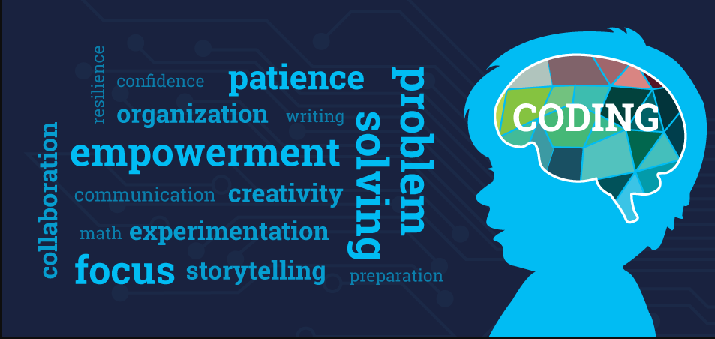 resilience
confidence
patience
organization
writing
problem
solving
empowerment
collaboration
communication
creativity
math
experimentation
focus
storytelling
preparation
CODING